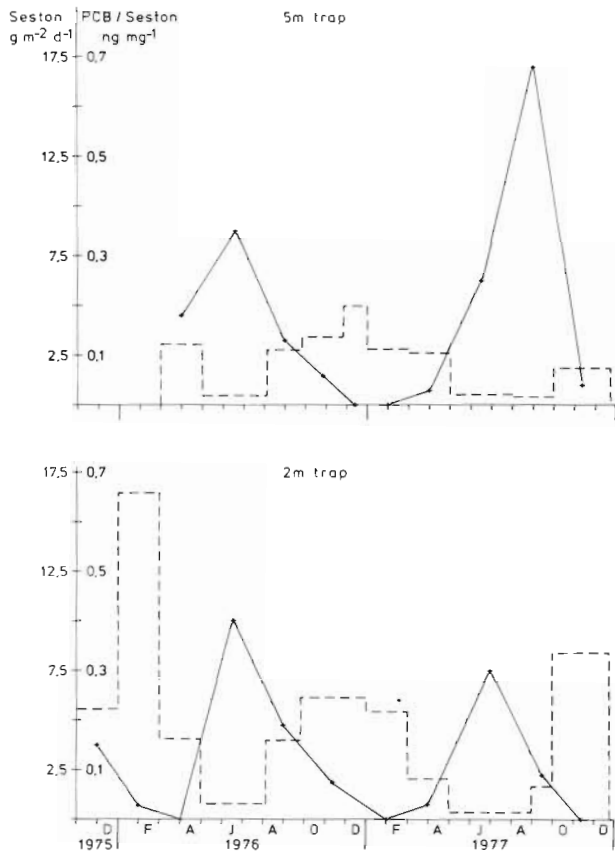 Seston PCB / Seston 5m trap
g m-2 d-1 ng mg-1
17,5 0,7
12,5 0,5
7,5 0,3
2,5 0,1
17,5 0,7 2m trap
12,5 0,5
7,5 0,3
2,5 0,1
D F A J A O D F A J A O D
1975 1976 1977